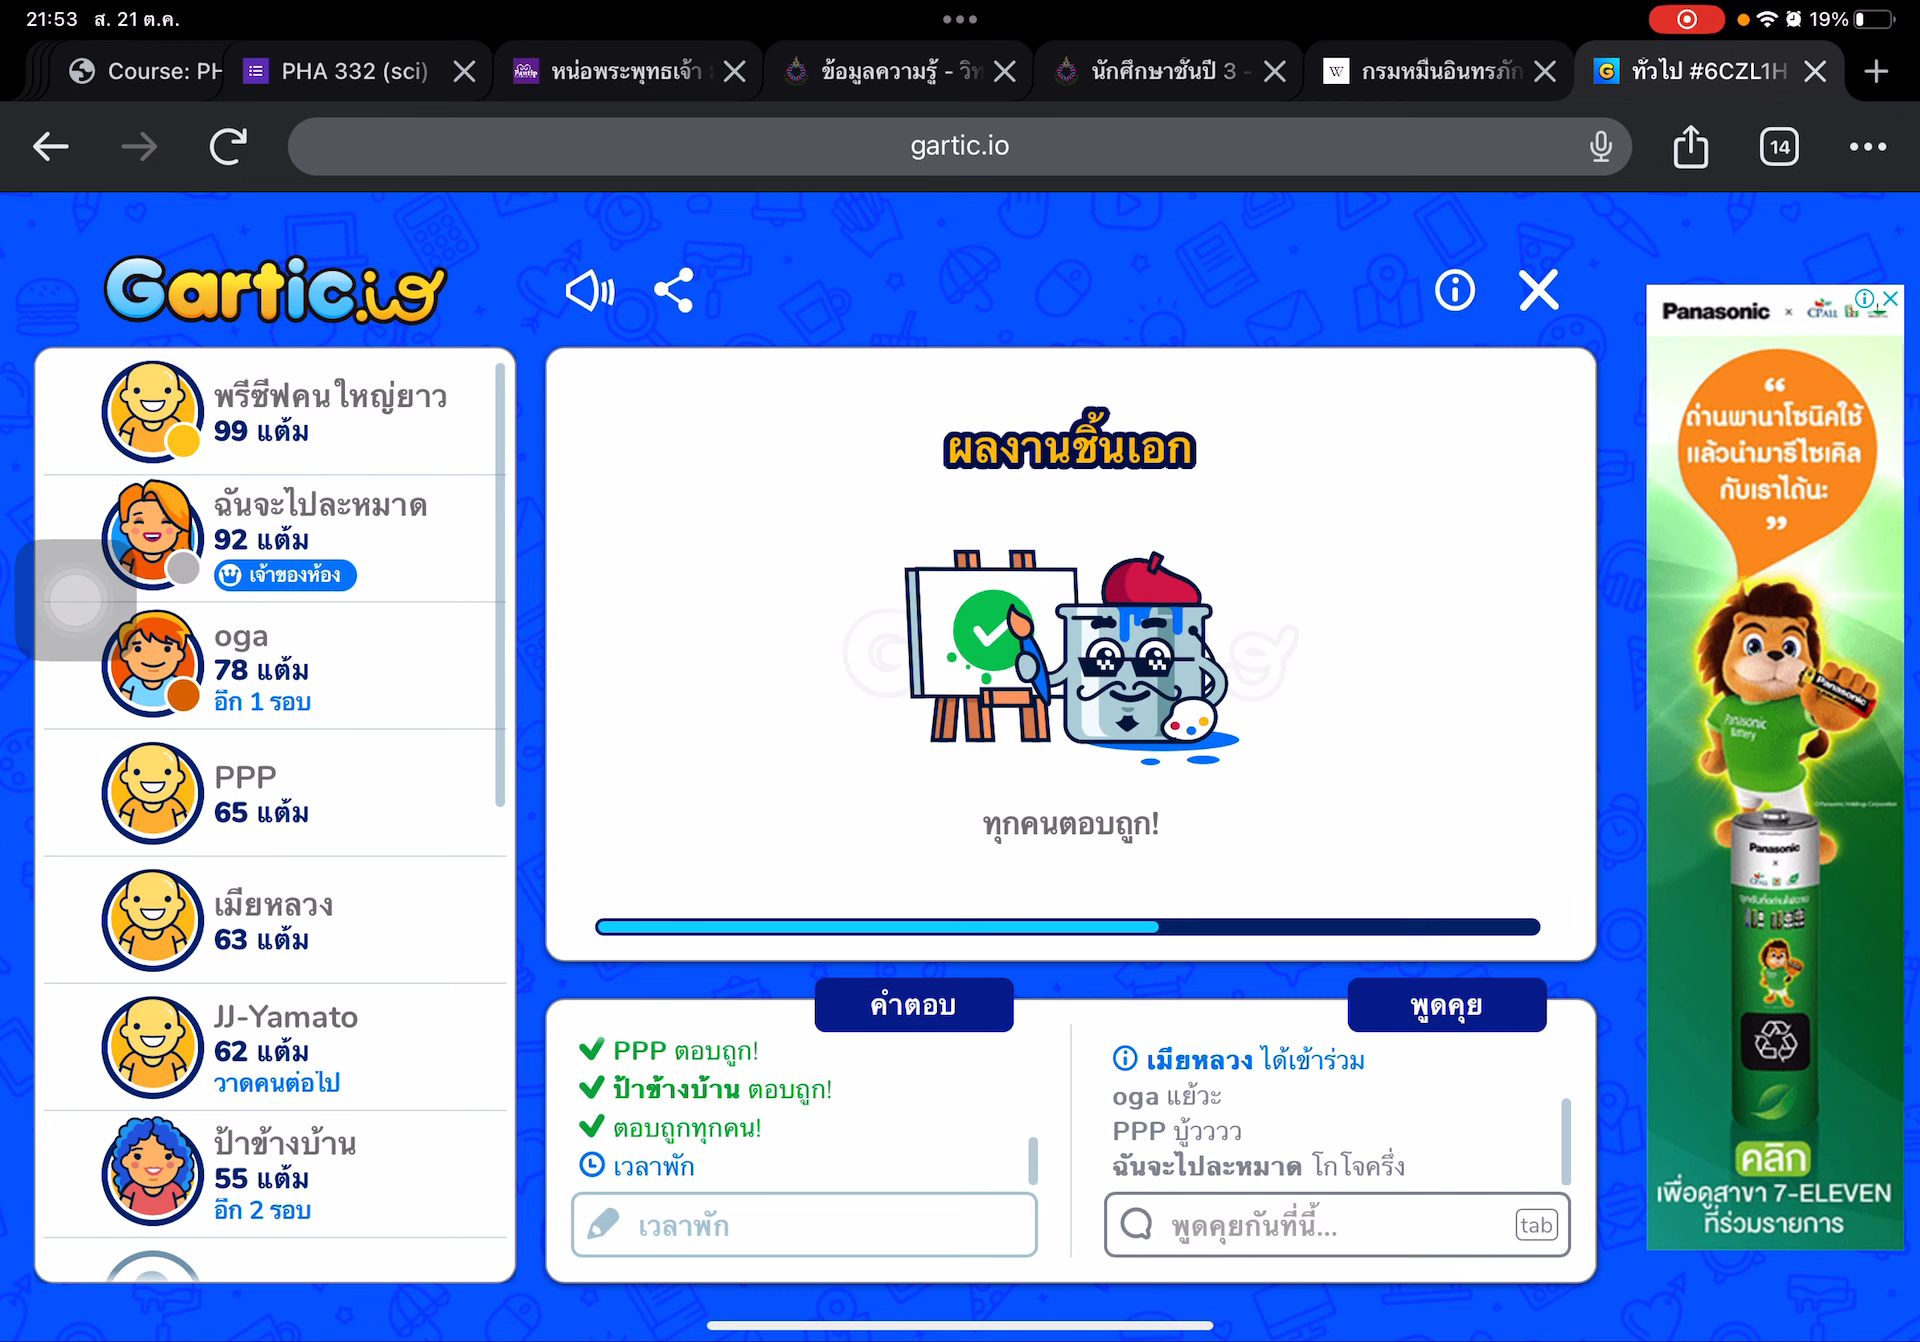 21:53 ส. 21 ต.ค.
19%
Course: PH
PHA 332 (sci)
หน่อพระพุทธเจ้า
ข้อมูลความรู้ - วิท
นักศึกษาชั้นปี 3 -
W กรมหมื่นอินทรภัก
G ทั่วไป #6CZL1H
gartic.io
14
Gartic.io
พรีซีฟคนใหญ่ยาว
99 แต้ม
ฉันจะไปละหมาด
92 แต้ม
เจ้าของห้อง
oga
78 แต้ม
อีก 1 รอบ
PPP
65 แต้ม
เมียหลวง
63 แต้ม
JJ-Yamato
62 แต้ม
วาดคนต่อไป
ป้าข้างบ้าน
55 แต้ม
อีก 2 รอบ
ผลงานชิ้นเอก
ทุกคนตอบถูก!
คำตอบ
PPP ตอบถูก!
ป้าข้างบ้าน ตอบถูก!
ตอบถูกทุกคน!
เวลาพัก
เวลาพัก
พูดคุย
เมียหลวง ได้เข้าร่วม
oga แย้วะ
PPP บู้วววว
ฉันจะไปละหมาด โกโจครึ่ง
พูดคุยกันที่นี้...
tab
Panasonic × CP ALL
“
ถ่านพานาโซนิคใช้
แล้วนำมารีไซเคิล
กับเราได้นะ
”
Panasonic
Panasonic
Battery
Panasonic
×
คลิก
เพื่อดูสาขา 7-ELEVEN
ที่ร่วมรายการ